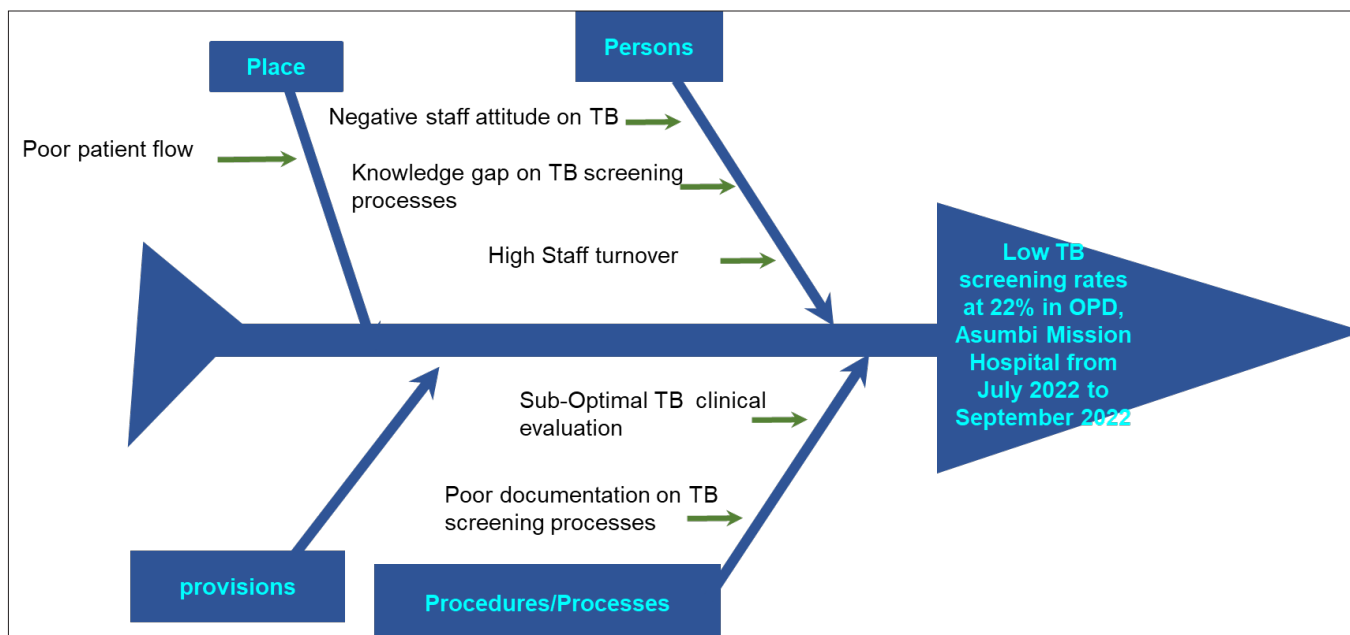 Place
Persons
Negative staff attitude on TB
Poor patient flow
Knowledge gap on TB screening
processes
High Staff turnover
Low TB
screening rates
at 22% in OPD,
Asumbi Mission
Hospital from
July 2022 to
September 2022
Sub-Optimal TB clinical
evaluation
Poor documentation on TB
screening processes
provisions
Procedures/Processes